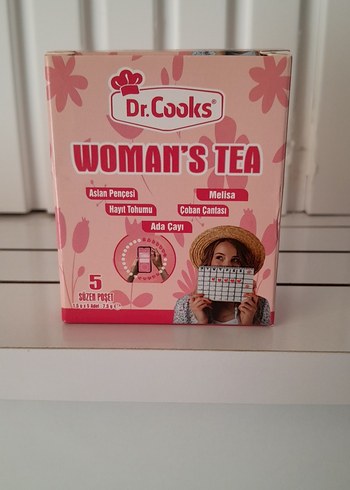 Dr.Cooks®
WOMAN'S TEA
Aslan Pençesi
Melisa
Hayıt Tohumu
Çoban Çantası
Ada Çayı
5
SÜZEN POŞET